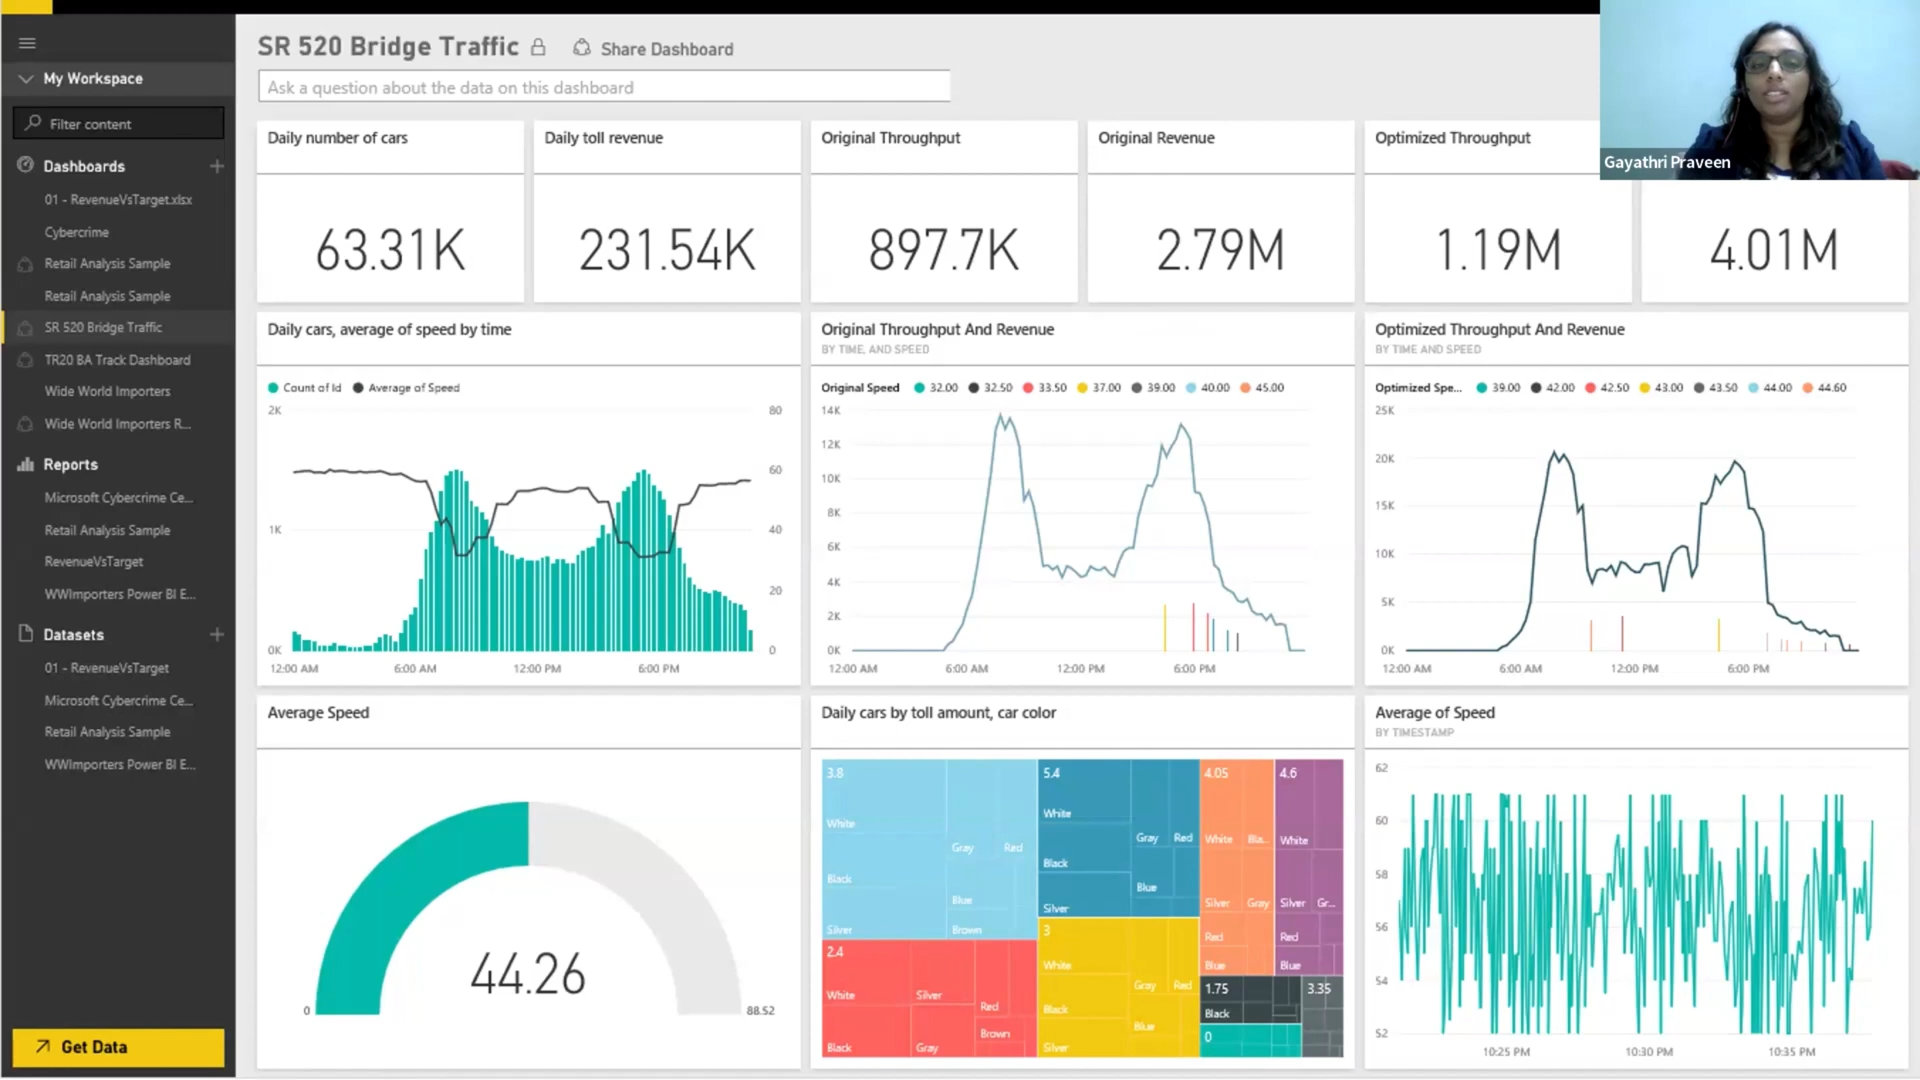 My Workspace
Filter content
Dashboards
01 - RevenueVsTarget.xlsx
Cybercrime
Retail Analysis Sample
Retail Analysis Sample
SR 520 Bridge Traffic
TR20 BA Track Dashboard
Wide World Importers
Wide World Importers R...
Reports
Microsoft Cybercrime Ce...
Retail Analysis Sample
RevenueVsTarget
WWImporters Power BI E...
Datasets
01 - RevenueVsTarget
Microsoft Cybercrime Ce...
Retail Analysis Sample
WWImporters Power BI E...
Get Data
SR 520 Bridge Traffic Share Dashboard
Ask a question about the data on this dashboard
Gayathri Praveen
Daily number of cars
63.31K
Daily toll revenue
231.54K
Original Throughput
897.7K
Original Revenue
2.79M
Optimized Throughput
1.19M
4.01M
Daily cars, average of speed by time
Count of Id Average of Speed
2K 80
60
1K 40
20
0K 0
12:00 AM 6:00 AM 12:00 PM 6:00 PM
Original Throughput And Revenue
BY TIME, AND SPEED
Original Speed 32.00 32.50 33.50 37.00 39.00 40.00 45.00
14K
12K
10K
8K
6K
4K
2K
0K
12:00 AM 6:00 AM 12:00 PM 6:00 PM
Optimized Throughput And Revenue
BY TIME AND SPEED
Optimized Spe... 39.00 42.00 42.50 43.00 43.50 44.00 44.60
25K
20K
15K
10K
5K
0K
12:00 AM 6:00 AM 12:00 PM 6:00 PM
Average Speed
44.26
0 88.52
Daily cars by toll amount, car color
3.8
White
Gray Red
Black
Blue
Silver Brown
2.4
White Silver
Red
Brown
Black Gray
5.4
White
Gray Red
Black
Blue
Silver
3
White
Gray Red
Black
Blue
Silver
4.05
White Bla...
Silver Gray
Red
Blue
4.6
White
Silver Gr...
Red
Blue
1.75
Black
3.35
0
Average of Speed
BY TIMESTAMP
62
60
58
56
54
52
10:25 PM 10:30 PM 10:35 PM